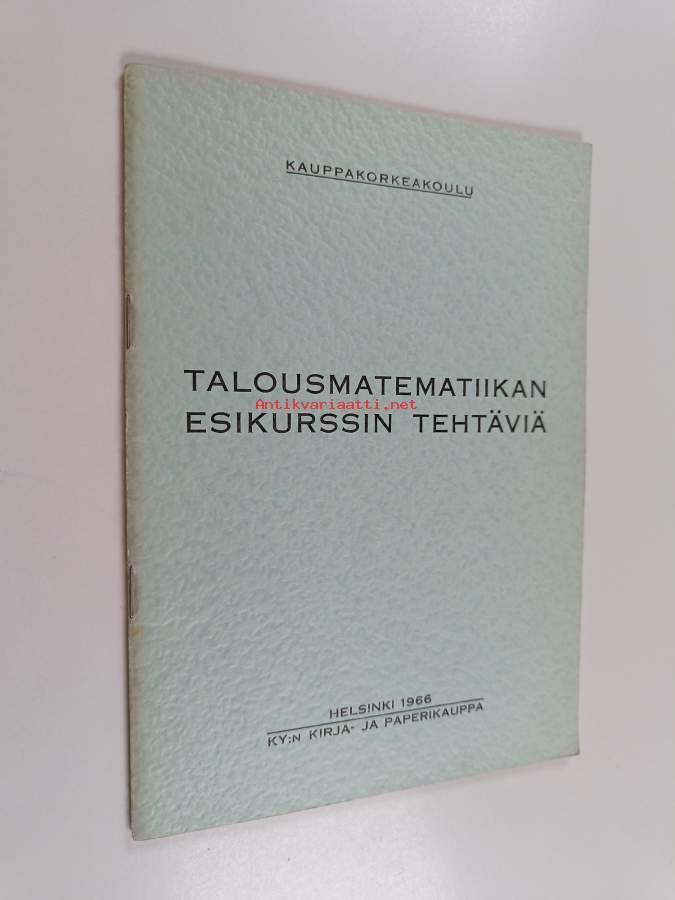 KAUPPAKORKEAKOULU
TALOUSMATEMATIIKAN
Antikvariaatti.net
ESIKURSSIN TEHTÄVIÄ
HELSINKI 1966
KY:N KIRJA- JA PAPERIKAUPPA